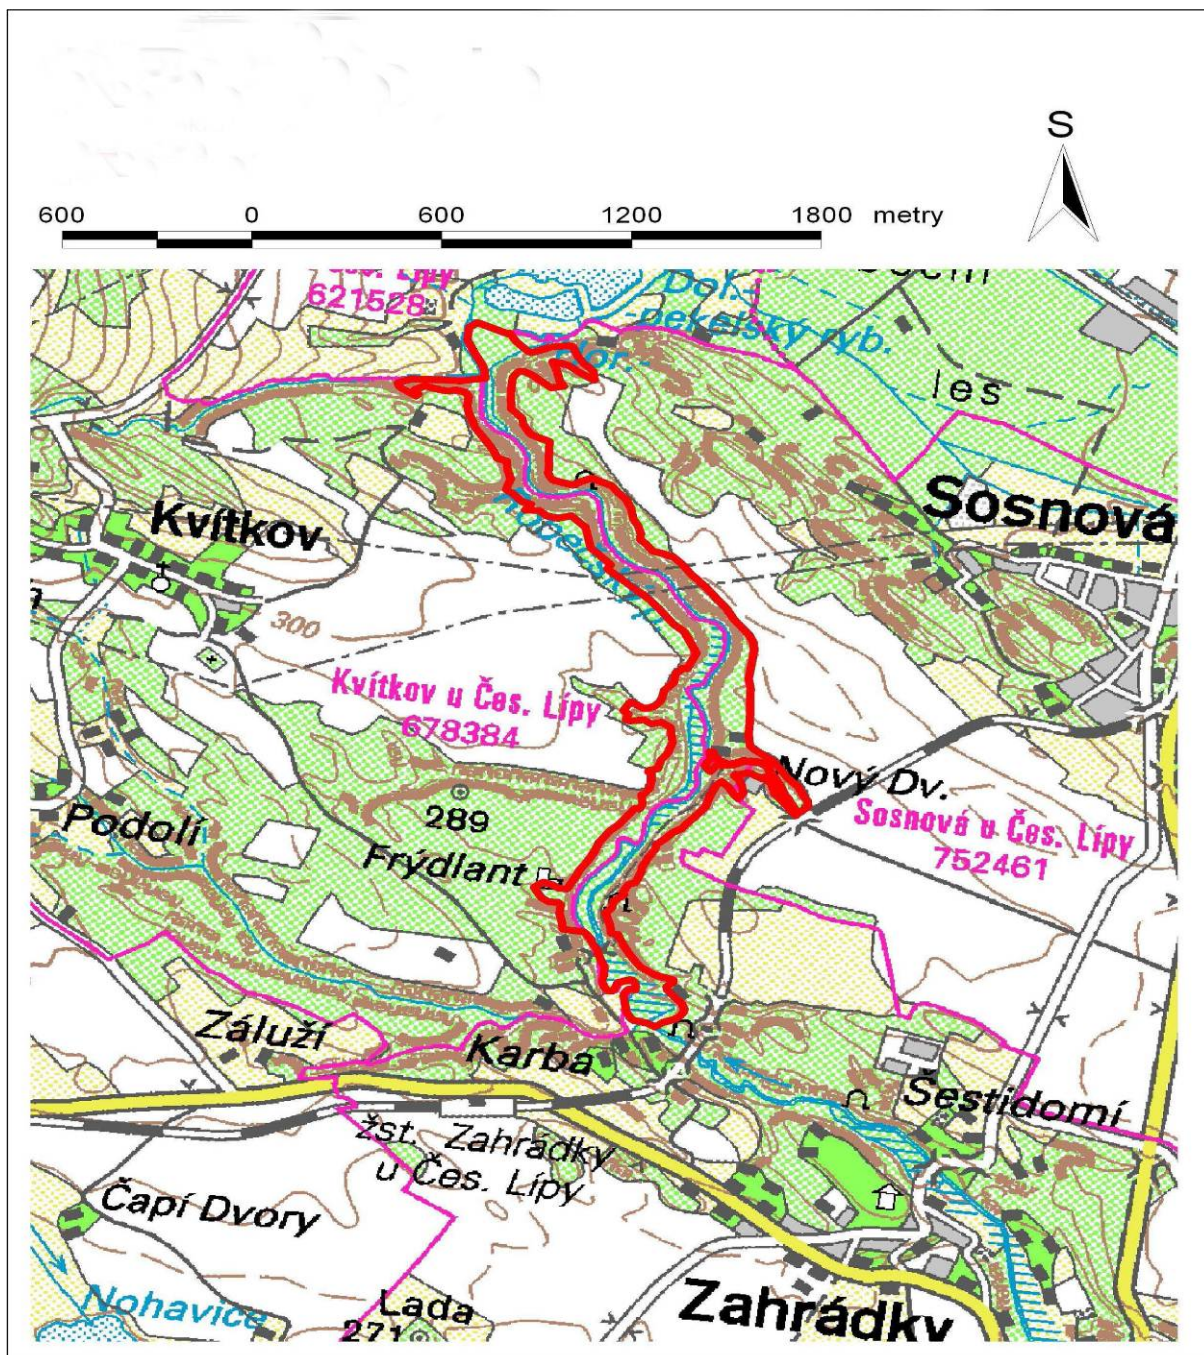 S
600 0 600 1200 1800 metry
Čes. Lípy
621528
Dol.-
-pekelský ryb.
Hor.-
les
Sosnová
Kvítkov
300
Kvítkov u Čes. Lípy
678384
Nový Dv.
Sosnová u Čes. Lípy
752461
289
Podolí
Frýdlant
Záluží
Karba
Šestidomí
žst. Zahrádky
u Čes. Lípy
Čapí Dvory
Nohavice
Lada
271
Zahrádky